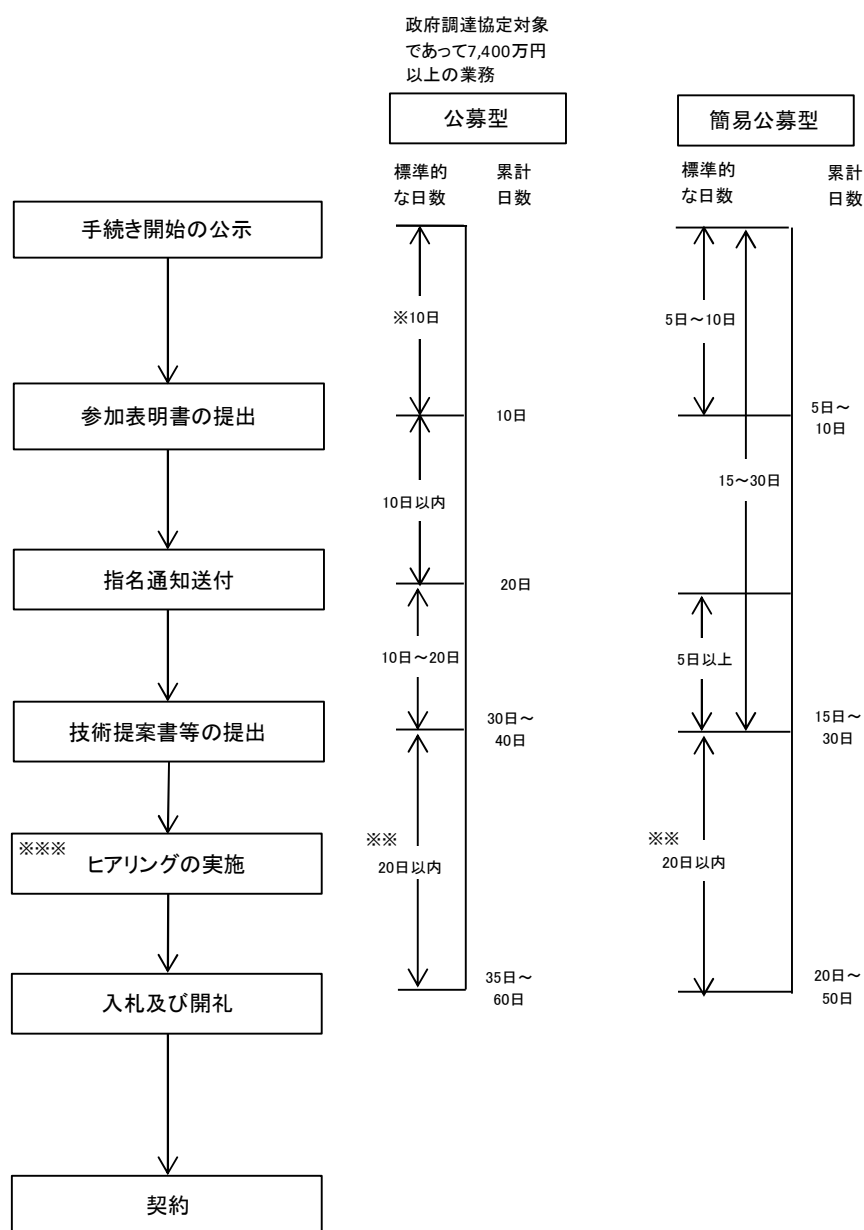 政府調達協定対象
であって7,400万円
以上の業務
公募型
簡易公募型
標準的
な日数
累計
日数
標準的
な日数
累計
日数
手続き開始の公示
※10日
5日～10日
参加表明書の提出
10日
5日～
10日
10日以内
15～30日
指名通知送付
20日
10日～20日
5日以上
技術提案書等の提出
30日～
40日
15日～
30日
※※※
ヒアリングの実施
※※
20日以内
※※
20日以内
入札及び開札
35日～
60日
20日～
50日
契約